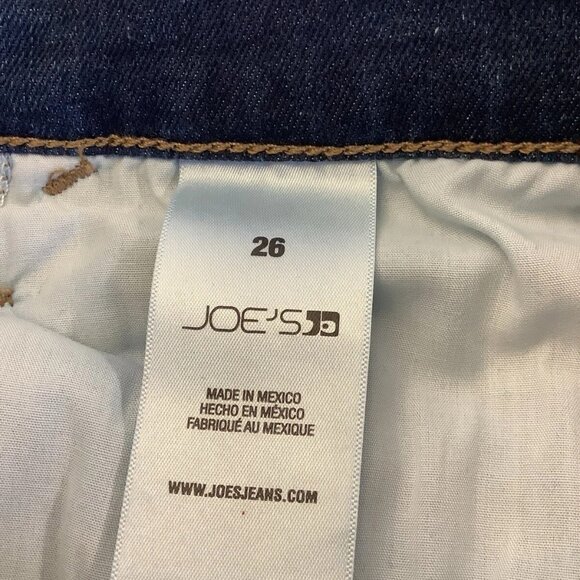 26
JOE'S
MADE IN MEXICO
HECHO EN MÉXICO
FABRIQUÉ AU MEXIQUE
WWW.JOESJEANS.COM